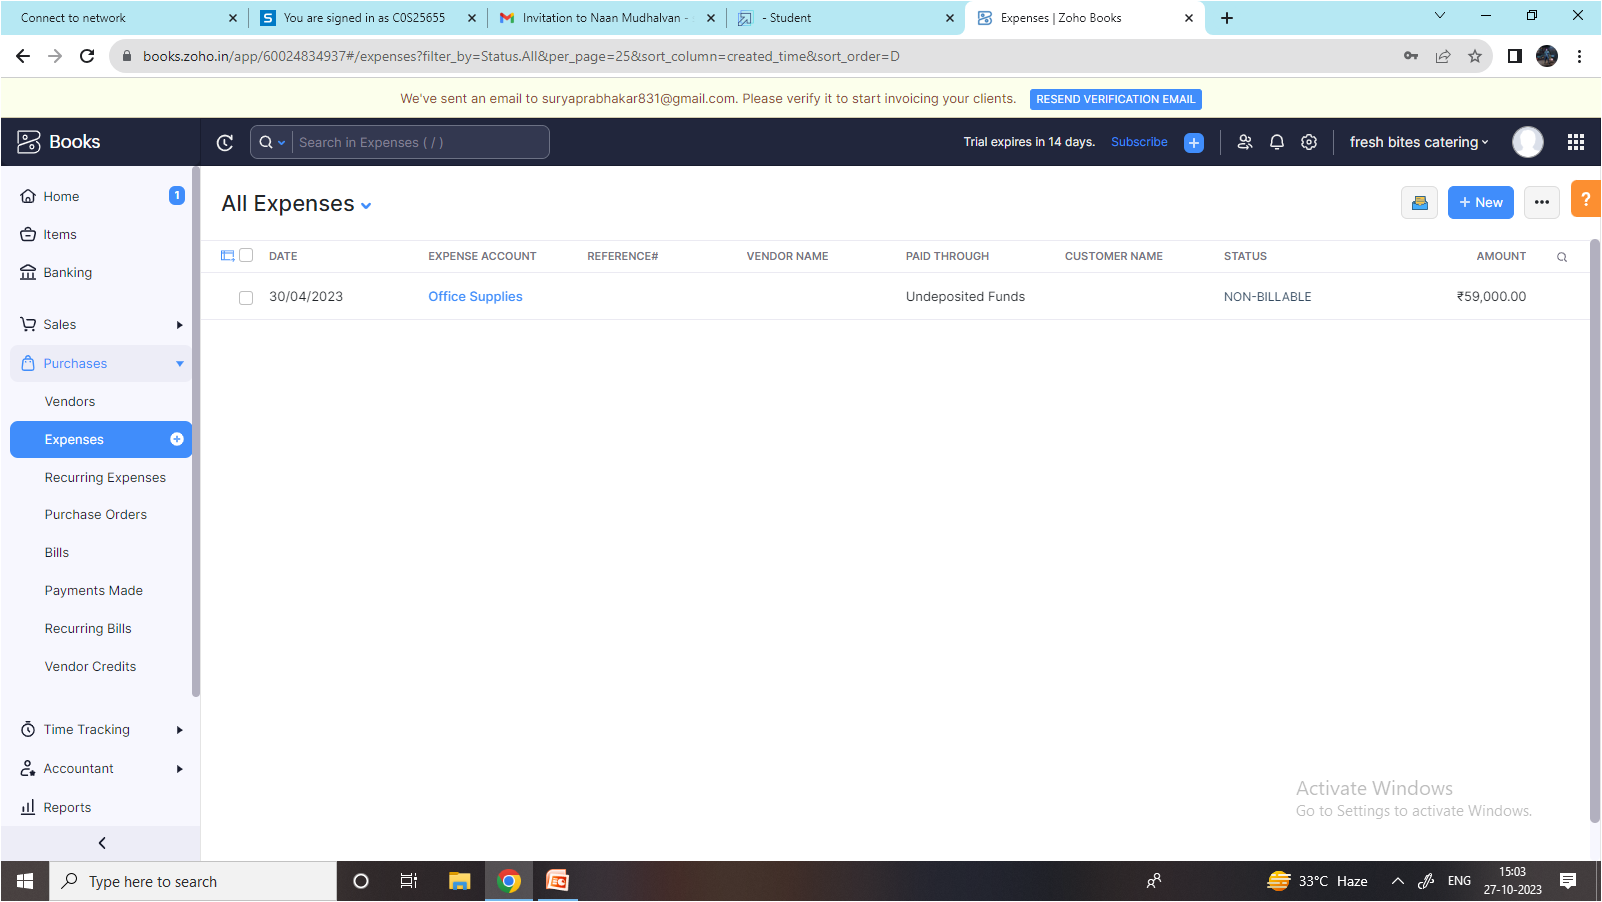 Connect to network
S You are signed in as C0S25655
Invitation to Naan Mudhalvan -
- Student
Expenses | Zoho Books
books.zoho.in/app/60024834937#/expenses?filter_by=Status.All&per_page=25&sort_column=created_time&sort_order=D
We've sent an email to suryaprabhakar831@gmail.com. Please verify it to start invoicing your clients. RESEND VERIFICATION EMAIL
Books
Search in Expenses ( / )
Trial expires in 14 days. Subscribe
fresh bites catering
Home 1
Items
Banking
Sales
Purchases
Vendors
Expenses
Recurring Expenses
Purchase Orders
Bills
Payments Made
Recurring Bills
Vendor Credits
Time Tracking
Accountant
Reports
All Expenses
+ New
?
DATE EXPENSE ACCOUNT REFERENCE# VENDOR NAME PAID THROUGH CUSTOMER NAME STATUS AMOUNT
30/04/2023 Office Supplies Undeposited Funds NON-BILLABLE ₹59,000.00
Activate Windows
Go to Settings to activate Windows.
Type here to search
33°C Haze
ENG
15:03
27-10-2023